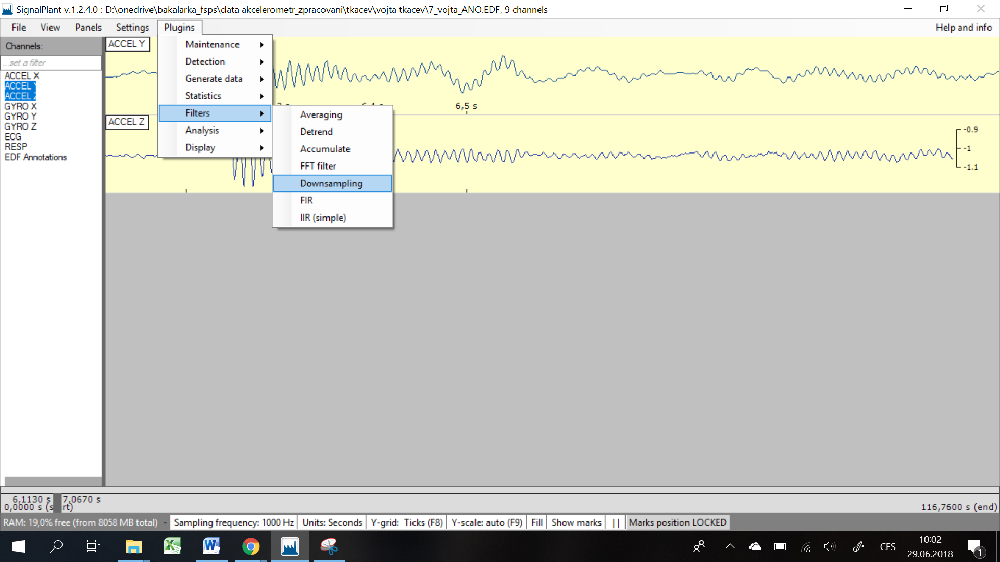 SignalPlant v.1.2.4.0 : D:\onedrive\bakalarka_fsps\data akcelerometr_zpracovani\tkacev\vojta tkacev\7_vojta_ANO.EDF, 9 channels
File View Panels Settings Plugins Help and info
Channels:
...set a filter
ACCEL X
ACCEL Y
ACCEL Z
GYRO X
GYRO Y
GYRO Z
ECG
RESP
EDF Annotations
Maintenance
Detection
Generate data
Statistics
Filters
Analysis
Display
Averaging
Detrend
Accumulate
FFT filter
Downsampling
FIR
IIR (simple)
ACCEL Y
6,5 s
ACCEL Z
-0.9
-1
-1.1
6,1130 s 7,0670 s
0,0000 s (s rt) 116,7600 s (end)
RAM: 19,0% free (from 8058 MB total) - Sampling frequency: 1000 Hz Units: Seconds Y-grid: Ticks (F8) Y-scale: auto (F9) Fill Show marks | | Marks position LOCKED
CES
10:02
29.06.2018
1